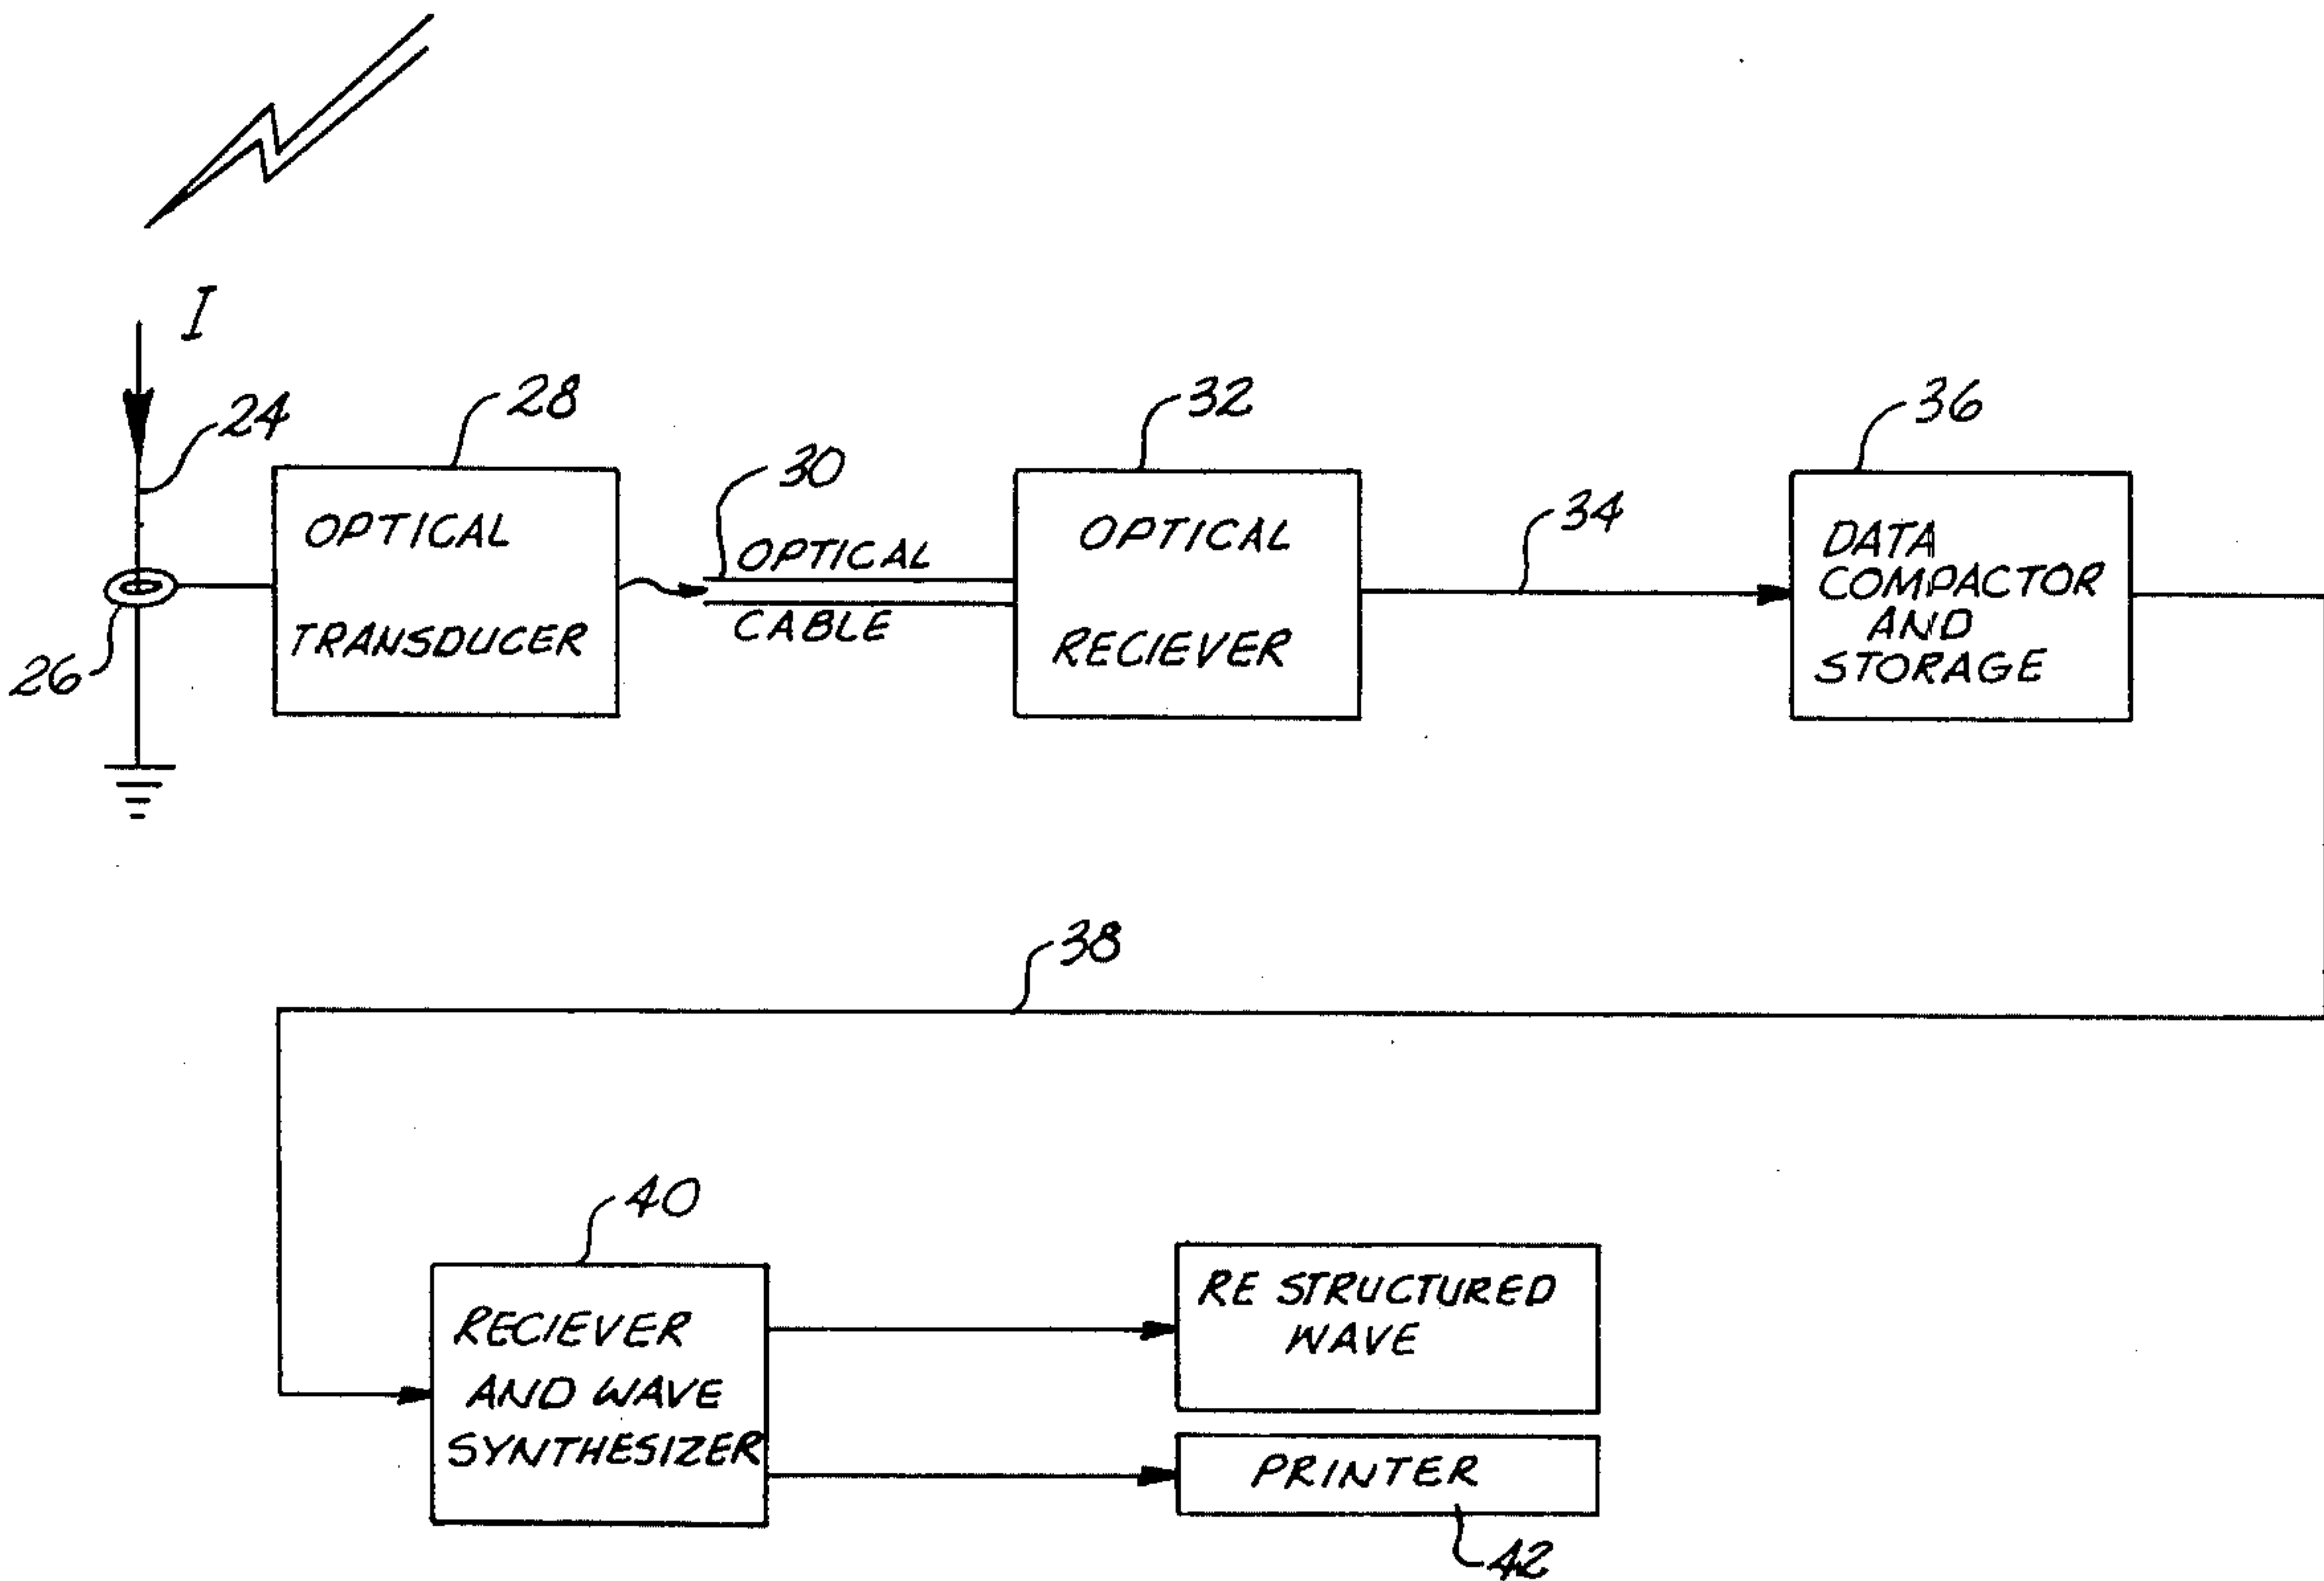 I
24
28
30
32
34
36
OPTICAL
TRANSDUCER
OPTICAL
CABLE
OPTICAL
RECIEVER
DATA
COMPACTOR
AND
STORAGE
26
38
40
RECIEVER
AND WAVE
SYNTHESIZER
RE STRUCTURED
WAVE
PRINTER
42